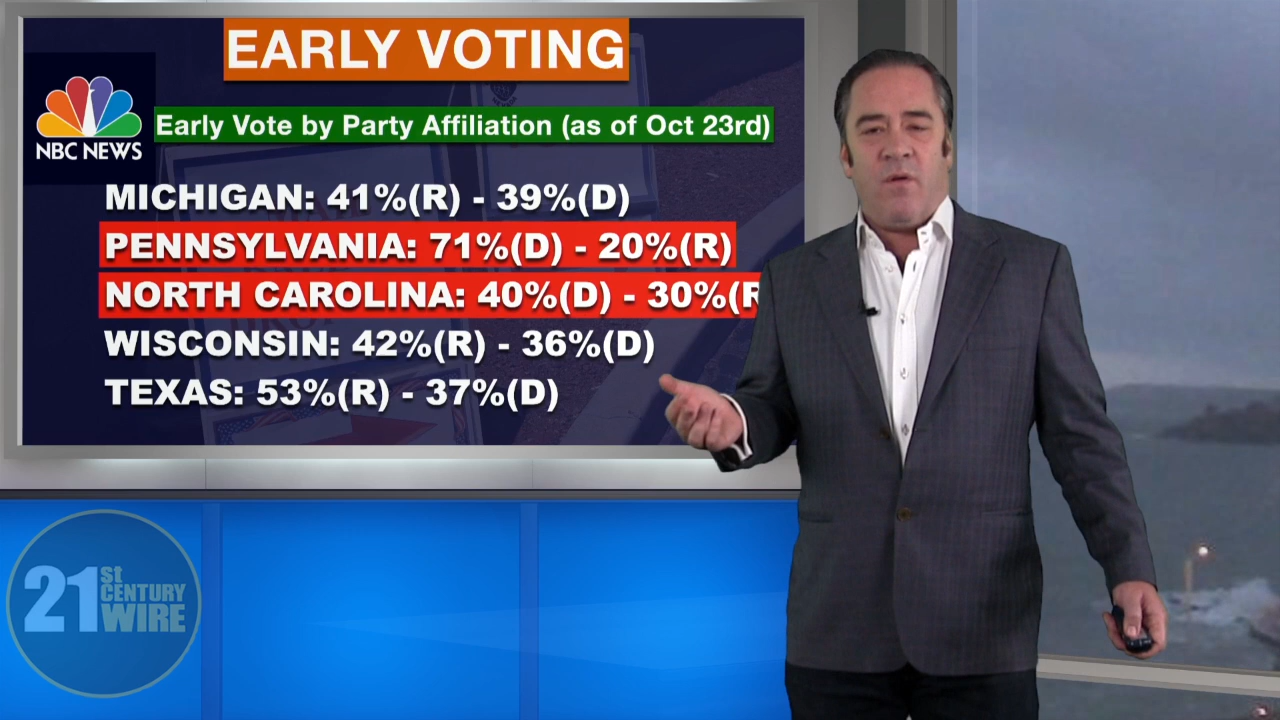 EARLY VOTING
NBC NEWS
Early Vote by Party Affiliation (as of Oct 23rd)
MICHIGAN: 41%(R) - 39%(D)
PENNSYLVANIA: 71%(D) - 20%(R)
NORTH CAROLINA: 40%(D) - 30%(R
WISCONSIN: 42%(R) - 36%(D)
TEXAS: 53%(R) - 37%(D)
21st CENTURY WIRE